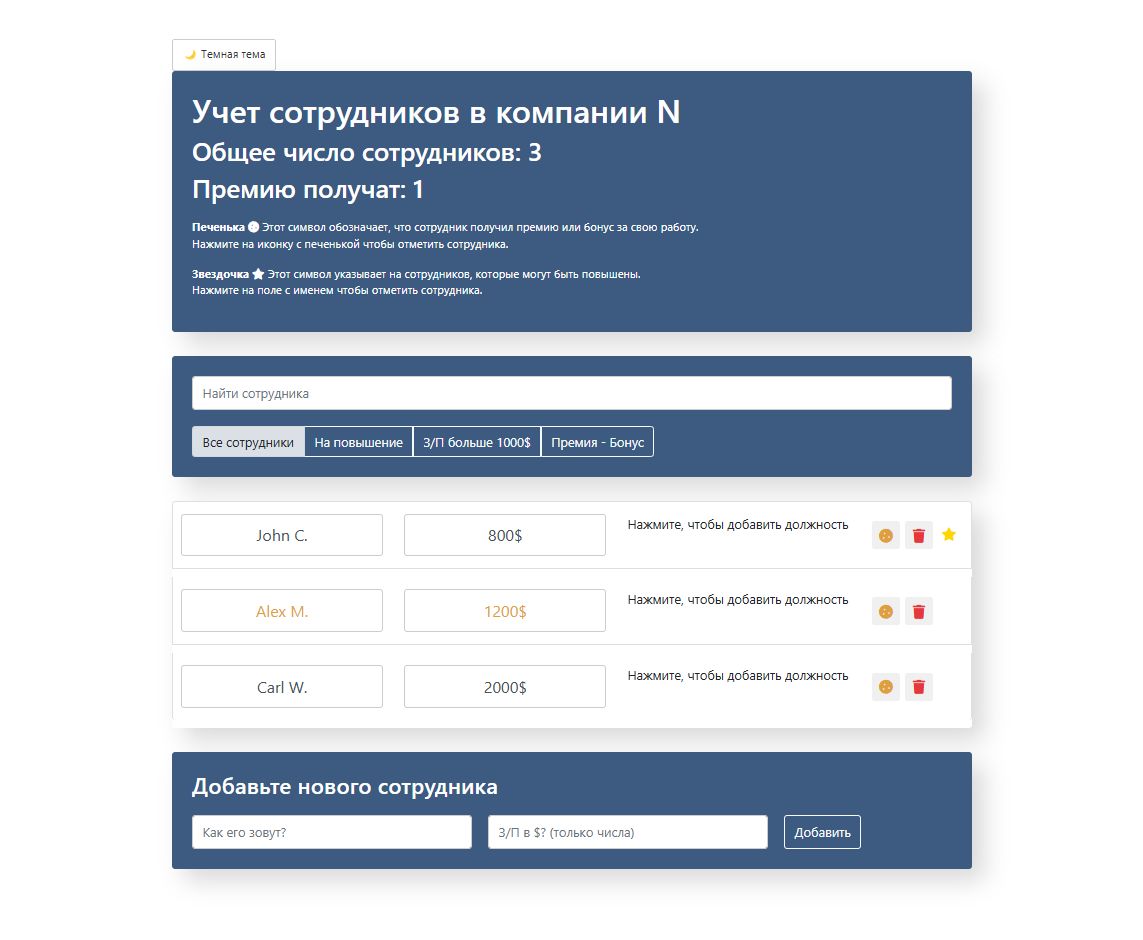 Темная тема
Учет сотрудников в компании N
Общее число сотрудников: 3
Премию получат: 1
Печенька Этот символ обозначает, что сотрудник получил премию или бонус за свою работу.
Нажмите на иконку с печенькой чтобы отметить сотрудника.
Звездочка Этот символ указывает на сотрудников, которые могут быть повышены.
Нажмите на поле с именем чтобы отметить сотрудника.
Найти сотрудника
Все сотрудники На повышение З/П больше 1000$ Премия - Бонус
John C. 800$ Нажмите, чтобы добавить должность
Alex M. 1200$ Нажмите, чтобы добавить должность
Carl W. 2000$ Нажмите, чтобы добавить должность
Добавьте нового сотрудника
Как его зовут? З/П в $? (только числа) Добавить